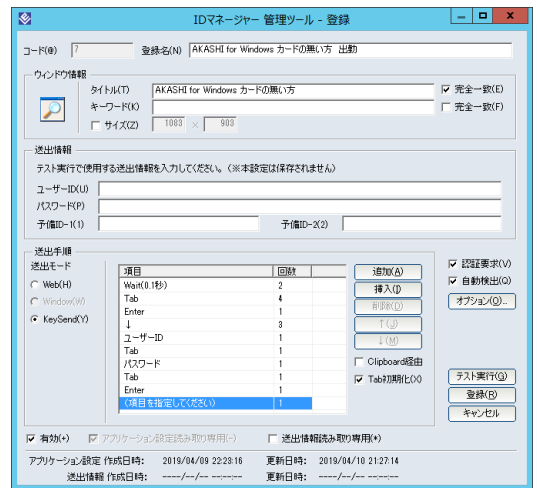 IDマネージャー 管理ツール - 登録
コード(@) 7 登録名(N) AKASHI for Windows カードの無い方 出勤
ウィンドウ情報
タイトル(T) AKASHI for Windows カードの無い方 完全一致(E)
キーワード(K) 完全一致(F)
サイズ(Z) 1083 × 903
送出情報
テスト実行で使用する送出情報を入力してください。(※本設定は保存されません)
ユーザーID(U)
パスワード(P)
予備ID-1(1) 予備ID-2(2)
送出手順
送出モード
Web(H)
Window(W)
KeySend(Y)
項目 回数
Wait(0.1秒) 2
Tab 4
Enter 1
↓ 3
ユーザーID 1
Tab 1
パスワード 1
Tab 1
Enter 1
(項目を指定してください) 1
追加(A)
挿入(I)
削除(D)
↑(J)
↓(M)
Clipboard経由
Tab初期化(X)
認証要求(V)
自動検出(Q)
オプション(O)...
テスト実行(G)
登録(R)
キャンセル
有効(+) アプリケーション設定読み取り専用(-) 送出情報読み取り専用(*)
アプリケーション設定 作成日時: 2019/04/09 22:23:16 更新日時: 2019/04/10 21:27:14
送出情報 作成日時: ----/--/-- --:--:-- 更新日時: ----/--/-- --:--:--